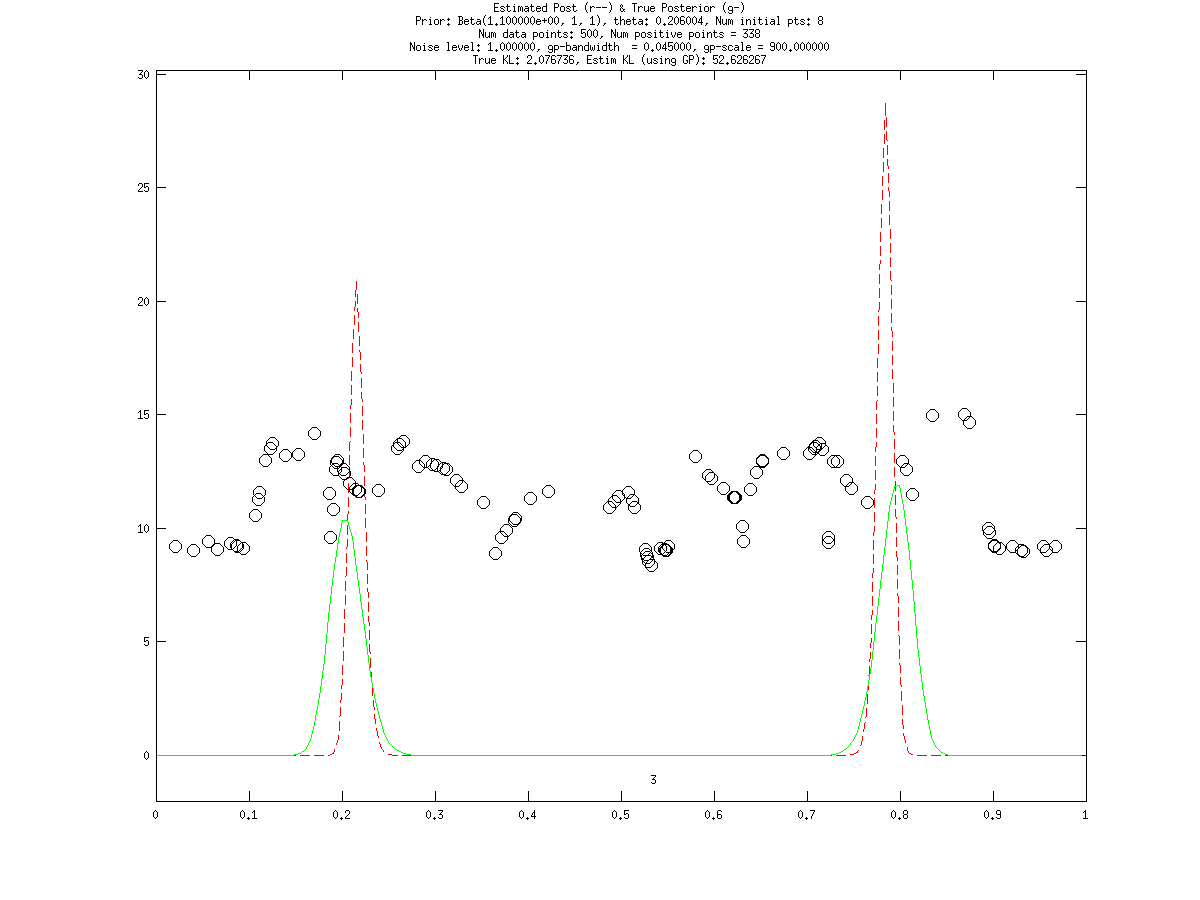 Estimated Post (r--) & True Posterior (g-)
Prior: Beta(1.100000e+00, 1, 1), theta: 0.206004, Num initial pts: 8
Num data points: 500, Num positive points = 338
Noise level: 1.000000, gp-bandwidth  = 0.045000, gp-scale = 900.000000
True KL: 2.076736, Estim KL (using GP): 52.626267
30
25
20
15
10
5
0
3
0 0.1 0.2 0.3 0.4 0.5 0.6 0.7 0.8 0.9 1